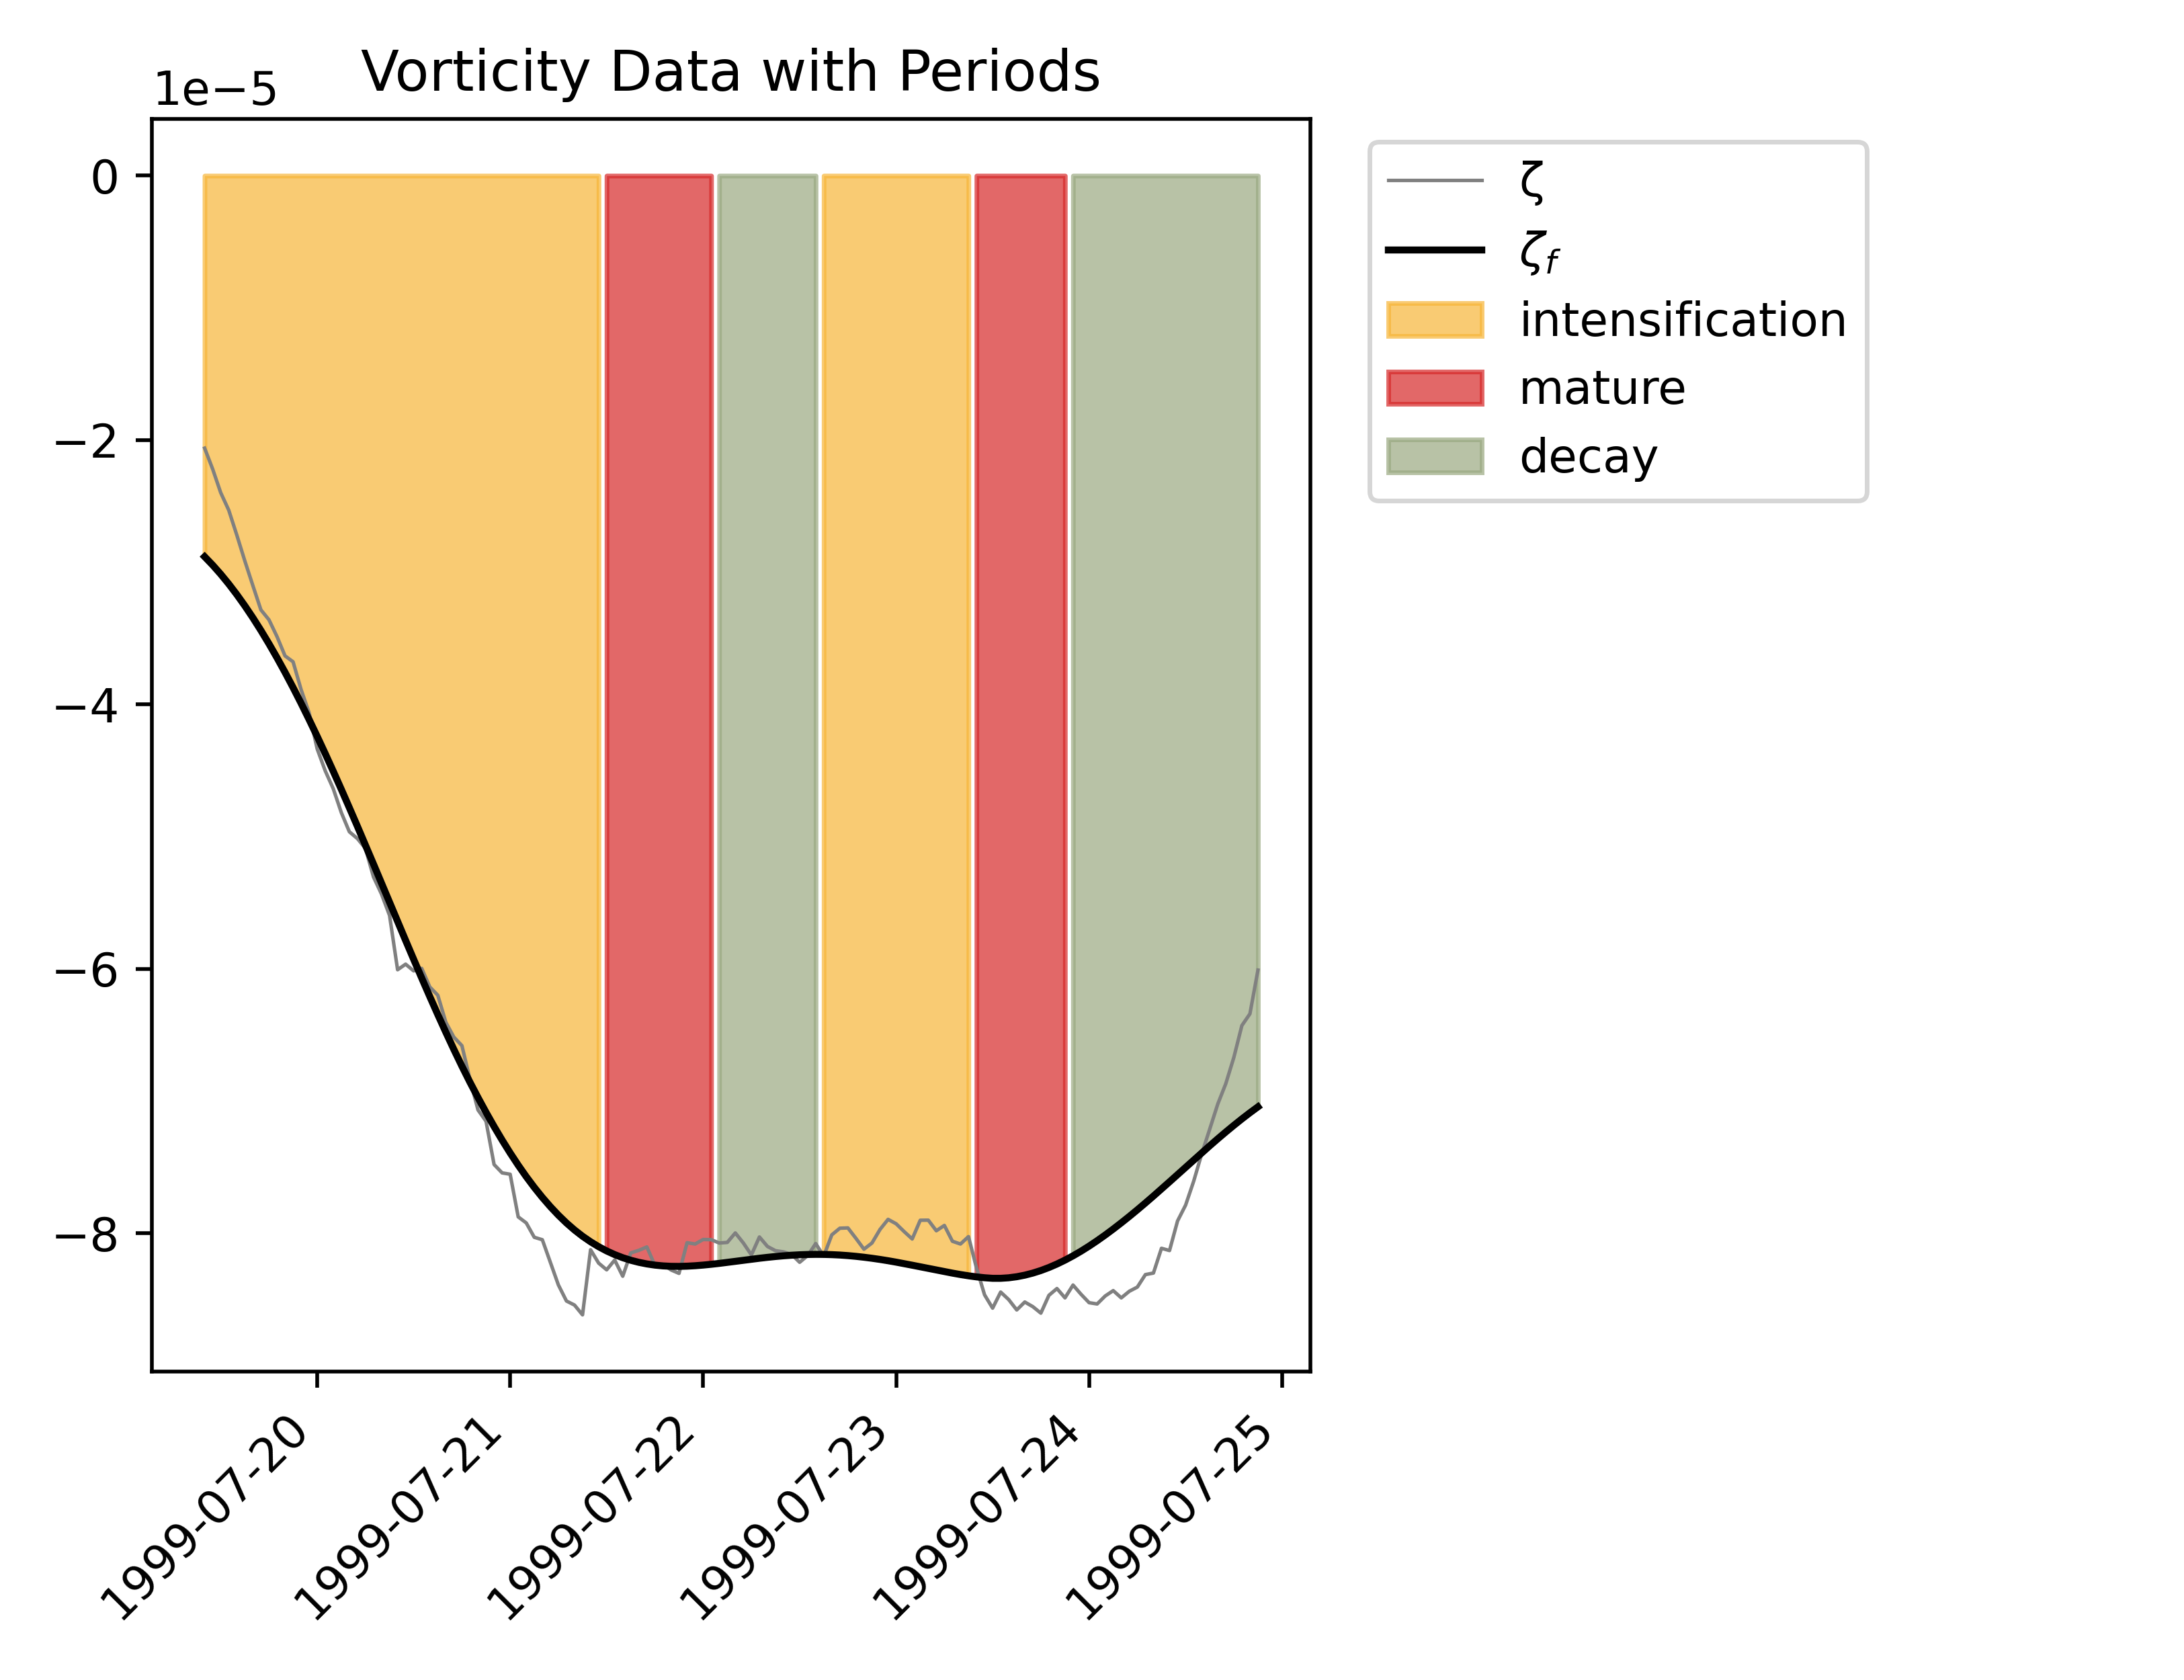 Vorticity Data with Periods
1e−5
0
−2
−4
−6
−8
1999-07-20
1999-07-21
1999-07-22
1999-07-23
1999-07-24
1999-07-25
ζ
ζf
intensification
mature
decay